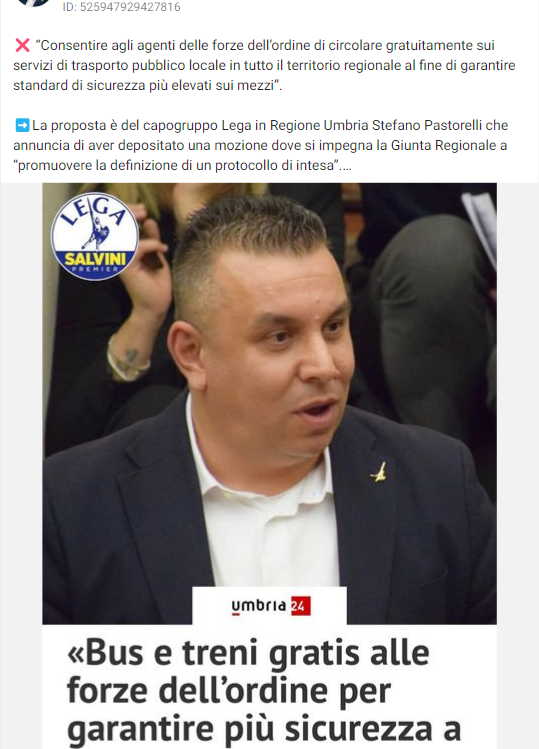 ID: 525947929427816
❌ “Consentire agli agenti delle forze dell’ordine di circolare gratuitamente sui
servizi di trasporto pubblico locale in tutto il territorio regionale al fine di garantire
standard di sicurezza più elevati sui mezzi”.
➡️La proposta è del capogruppo Lega in Regione Umbria Stefano Pastorelli che
annuncia di aver depositato una mozione dove si impegna la Giunta Regionale a
“promuovere la definizione di un protocollo di intesa”....
LEGA
SALVINI
PREMIER
umbria24
«Bus e treni gratis alle
forze dell’ordine per
garantire più sicurezza a